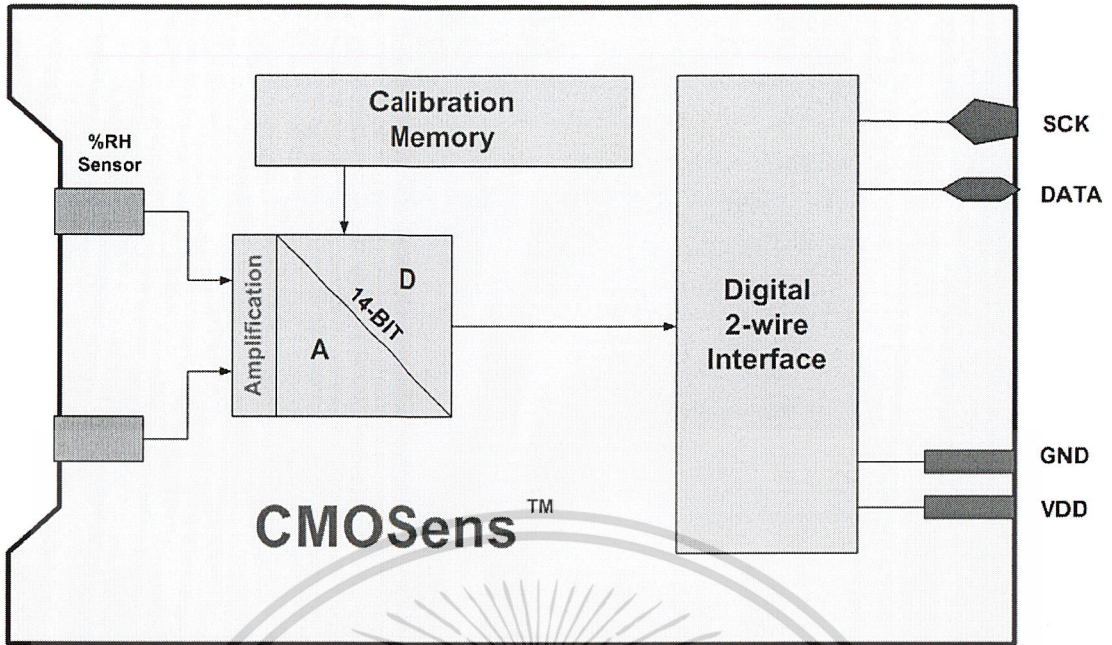 Calibration
Memory
%RH
Sensor
Amplification
A
14-BIT
D
Digital
2-wire
Interface
SCK
DATA
GND
VDD
CMOSens™